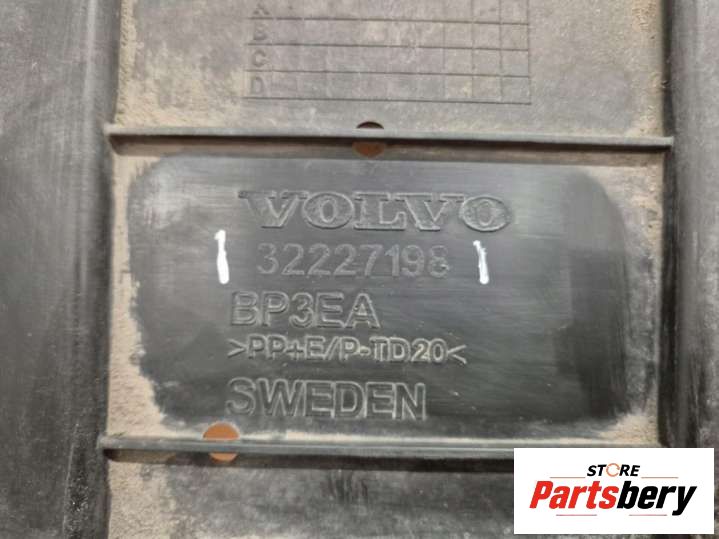 A
B
C
D
VOLVO
32227198
BP3EA
>PP+E/P-TD20<
SWEDEN
STORE
Partsbery